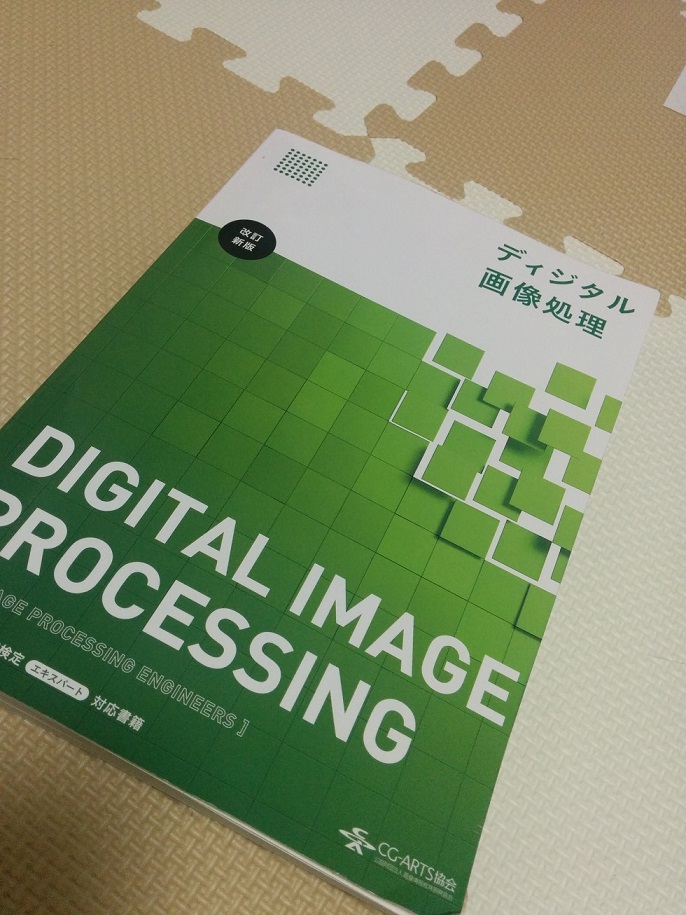 改訂
新版
ディジタル
画像処理
DIGITAL IMAGE
PROCESSING
AGE PROCESSING ENGINEERS ]
検定 エキスパート 対応書籍
CG-ARTS協会